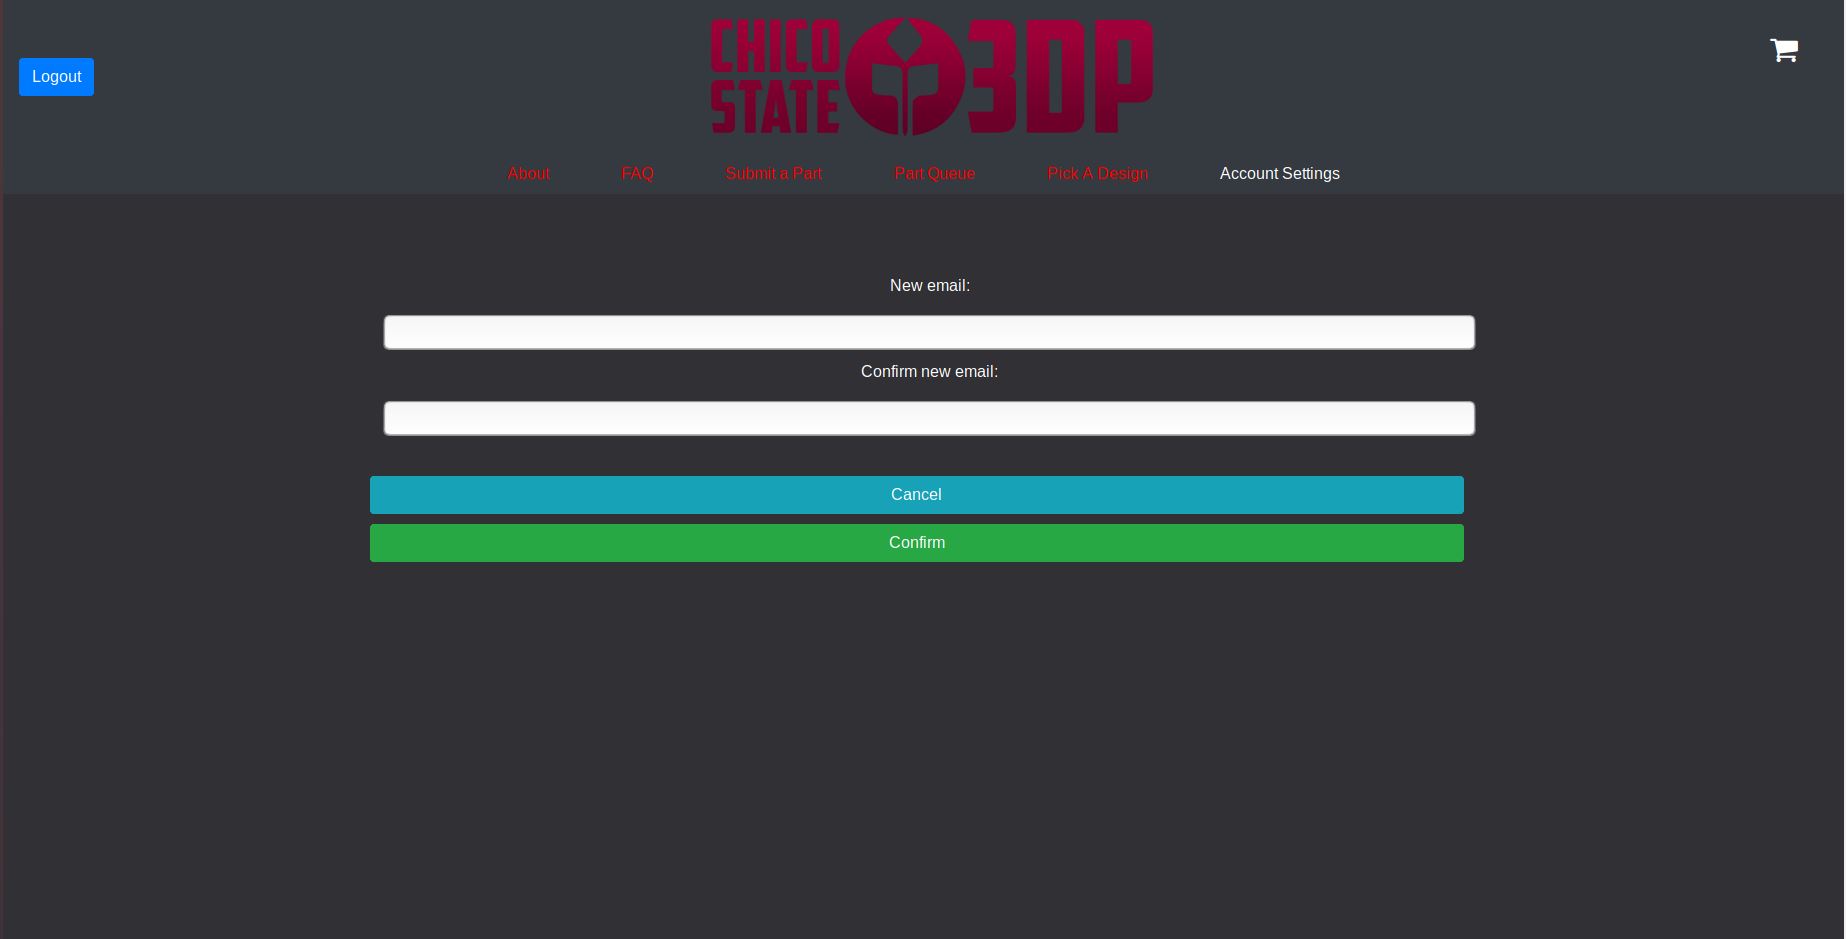 Logout
CHICO
STATE
3DP
About
FAQ
Submit a Part
Part Queue
Pick A Design
Account Settings
New email:
Confirm new email:
Cancel
Confirm